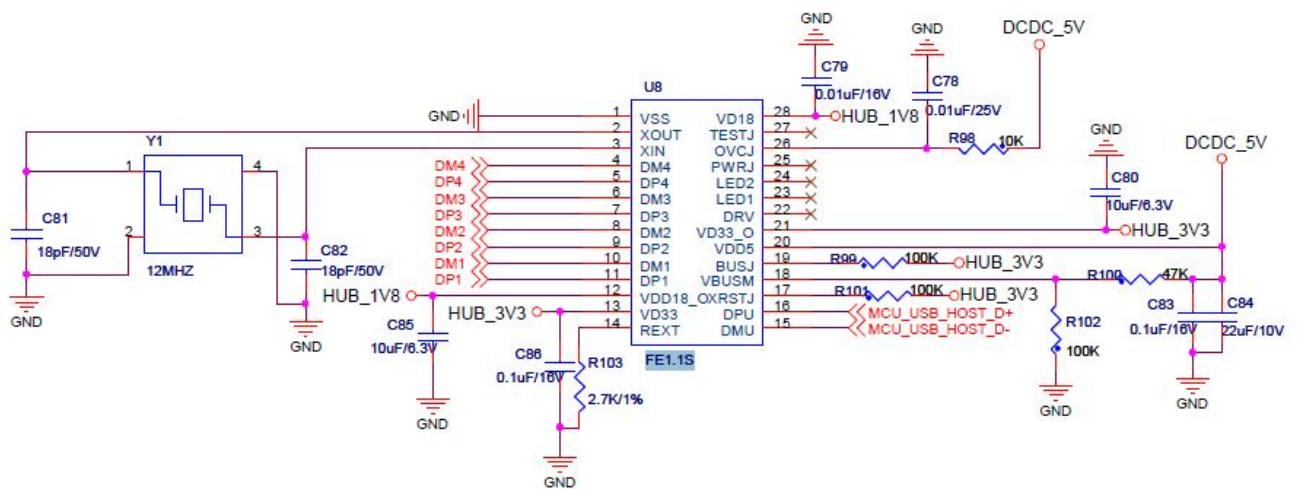 GND
GND
DCDC_5V
C79
0.01uF/16V
C78
0.01uF/25V
U8
GND
1 VSS VD18 28 HUB_1V8
2 XOUT TESTJ 27
3 XIN OVCJ 26 R98 10K
4 DM4 PWRJ 25
5 DP4 LED2 24
6 DM3 LED1 23
7 DP3 DRV 22
8 DM2 VD33_O 21 HUB_3V3
9 DP2 VDD5 20
10 DM1 BUSJ 19 R99 100K HUB_3V3
11 DP1 VBUSM 18 R100 47K
12 VDD18_OXRSTJ 17 R101 100K HUB_3V3
13 VD33 DPU 16 MCU_USB_HOST_D+
14 REXT DMU 15 MCU_USB_HOST_D-
FE1.1S
DM4
DP4
DM3
DP3
DM2
DP2
DM1
DP1
Y1
1
4
2
3
12MHZ
C81
18pF/50V
GND
C82
18pF/50V
GND
HUB_1V8
C85
10uF/6.3V
GND
HUB_3V3
C86
0.1uF/16V
R103
2.7K/1%
GND
GND
C80
10uF/6.3V
DCDC_5V
R102
100K
GND
C83
0.1uF/16V
C84
22uF/10V
GND